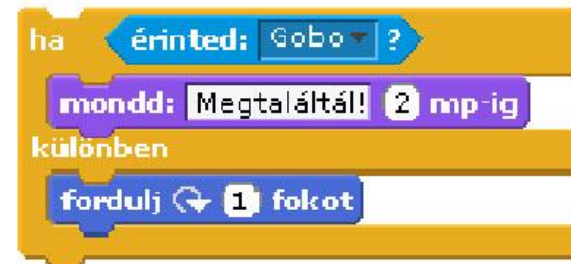 ha érinted: Gobo ?
mondd: Megtaláltál! 2 mp-ig
különben
fordulj 1 fokot